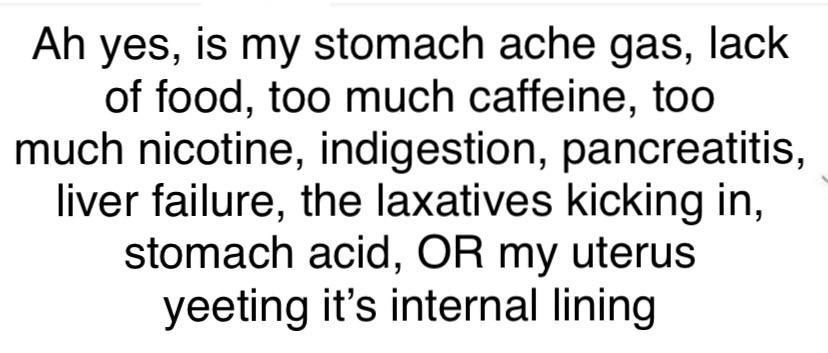 Ah yes, is my stomach ache gas, lack
of food, too much caffeine, too
much nicotine, indigestion, pancreatitis,
liver failure, the laxatives kicking in,
stomach acid, OR my uterus
yeeting it’s internal lining